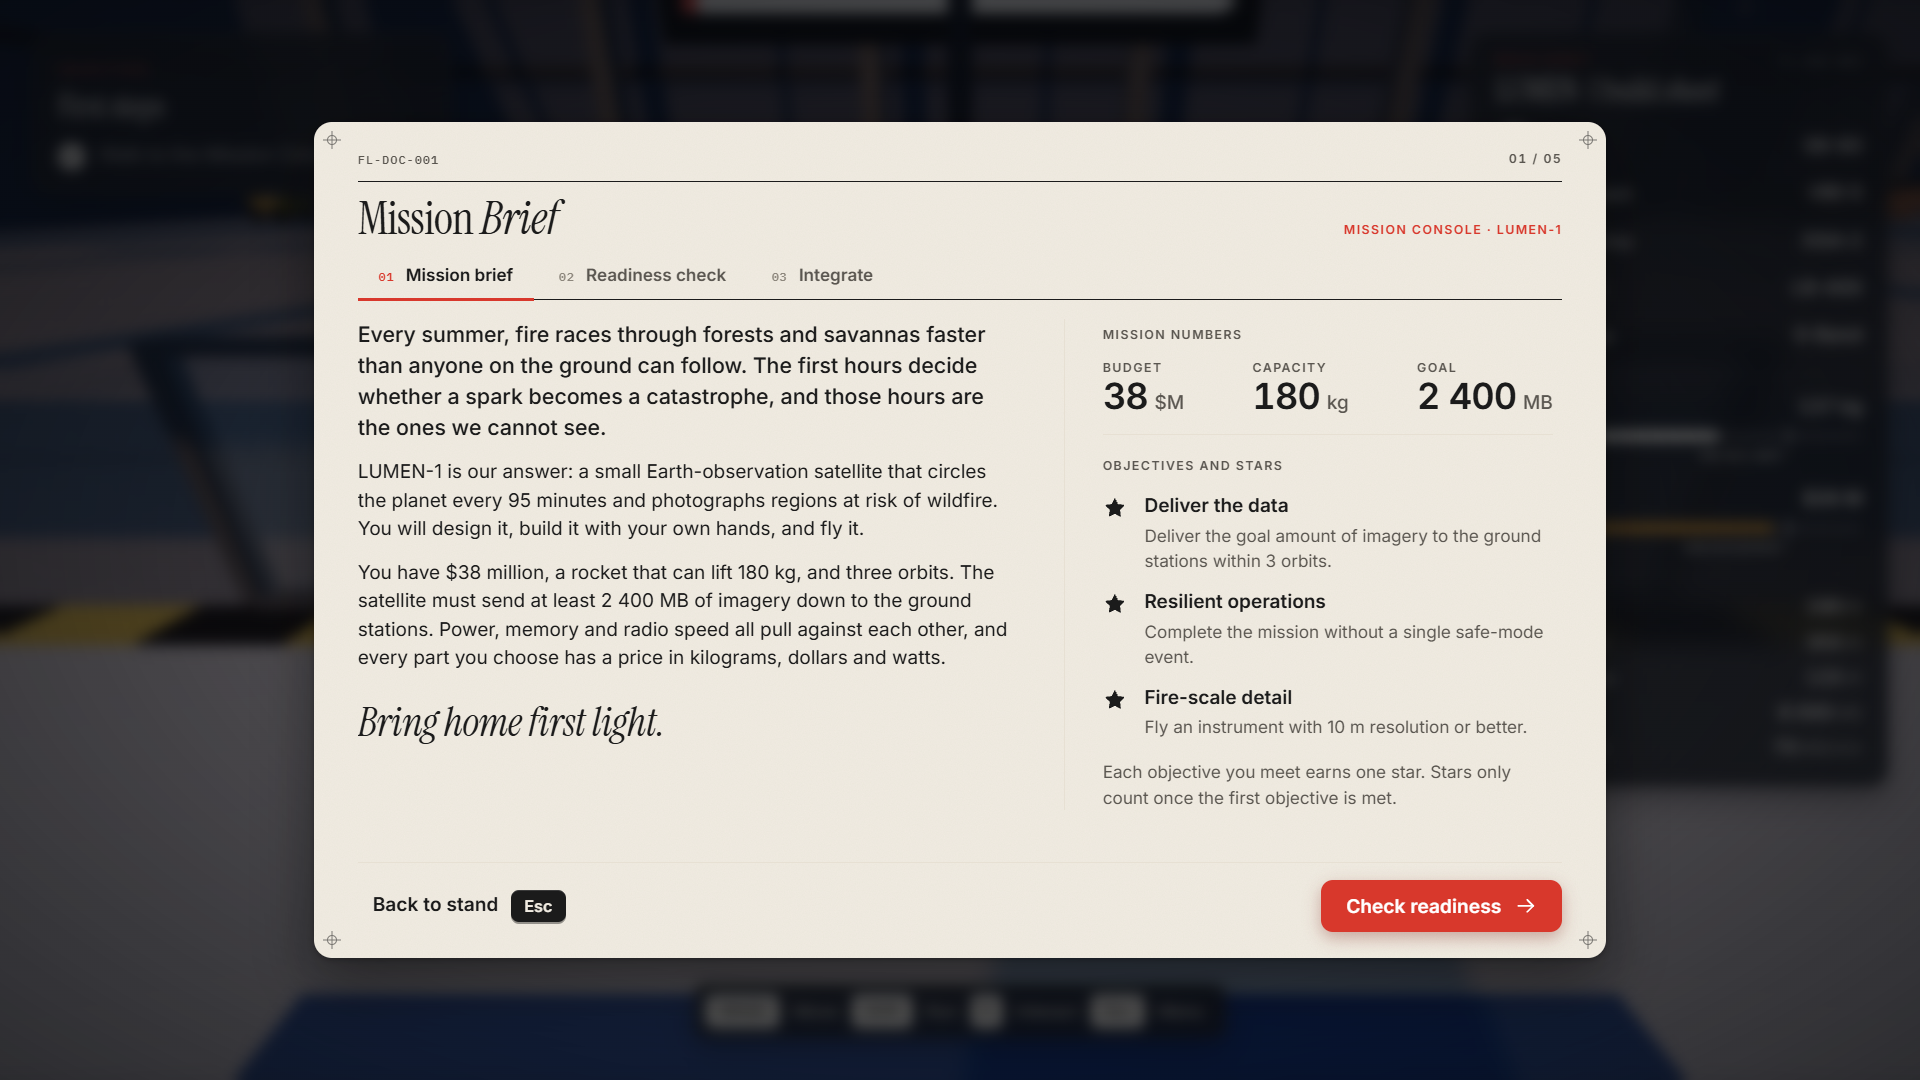 FL-DOC-001
01 / 05
Mission Brief
MISSION CONSOLE · LUMEN-1
01 Mission brief
02 Readiness check
03 Integrate
Every summer, fire races through forests and savannas faster
than anyone on the ground can follow. The first hours decide
whether a spark becomes a catastrophe, and those hours are
the ones we cannot see.
LUMEN-1 is our answer: a small Earth-observation satellite that circles
the planet every 95 minutes and photographs regions at risk of wildfire.
You will design it, build it with your own hands, and fly it.
You have $38 million, a rocket that can lift 180 kg, and three orbits. The
satellite must send at least 2 400 MB of imagery down to the ground
stations. Power, memory and radio speed all pull against each other, and
every part you choose has a price in kilograms, dollars and watts.
Bring home first light.
MISSION NUMBERS
BUDGET
38 $M
CAPACITY
180 kg
GOAL
2 400 MB
OBJECTIVES AND STARS
Deliver the data
Deliver the goal amount of imagery to the ground
stations within 3 orbits.
Resilient operations
Complete the mission without a single safe-mode
event.
Fire-scale detail
Fly an instrument with 10 m resolution or better.
Each objective you meet earns one star. Stars only
count once the first objective is met.
Back to stand Esc
Check readiness →